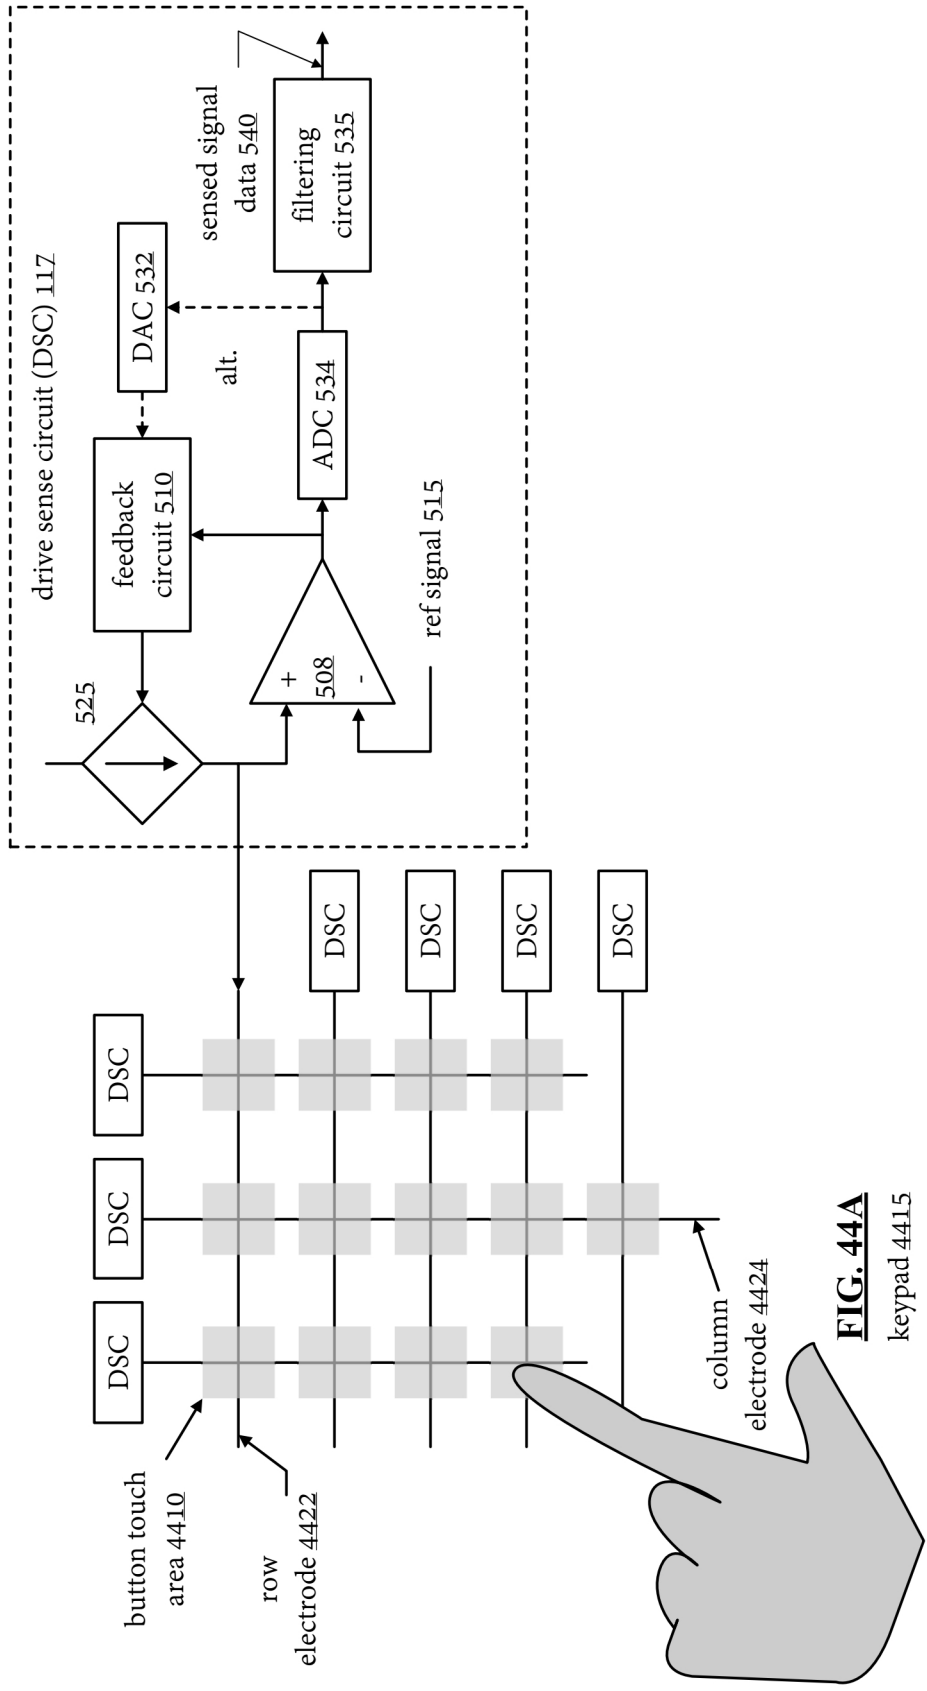 drive sense circuit (DSC) 117
525
feedback
circuit 510
DAC 532
alt.
sensed signal
data 540
+
508
-
ADC 534
filtering
circuit 535
ref signal 515
DSC
DSC
DSC
DSC
DSC
DSC
DSC
button touch
area 4410
row
electrode 4422
column
electrode 4424
FIG. 44A
keypad 4415